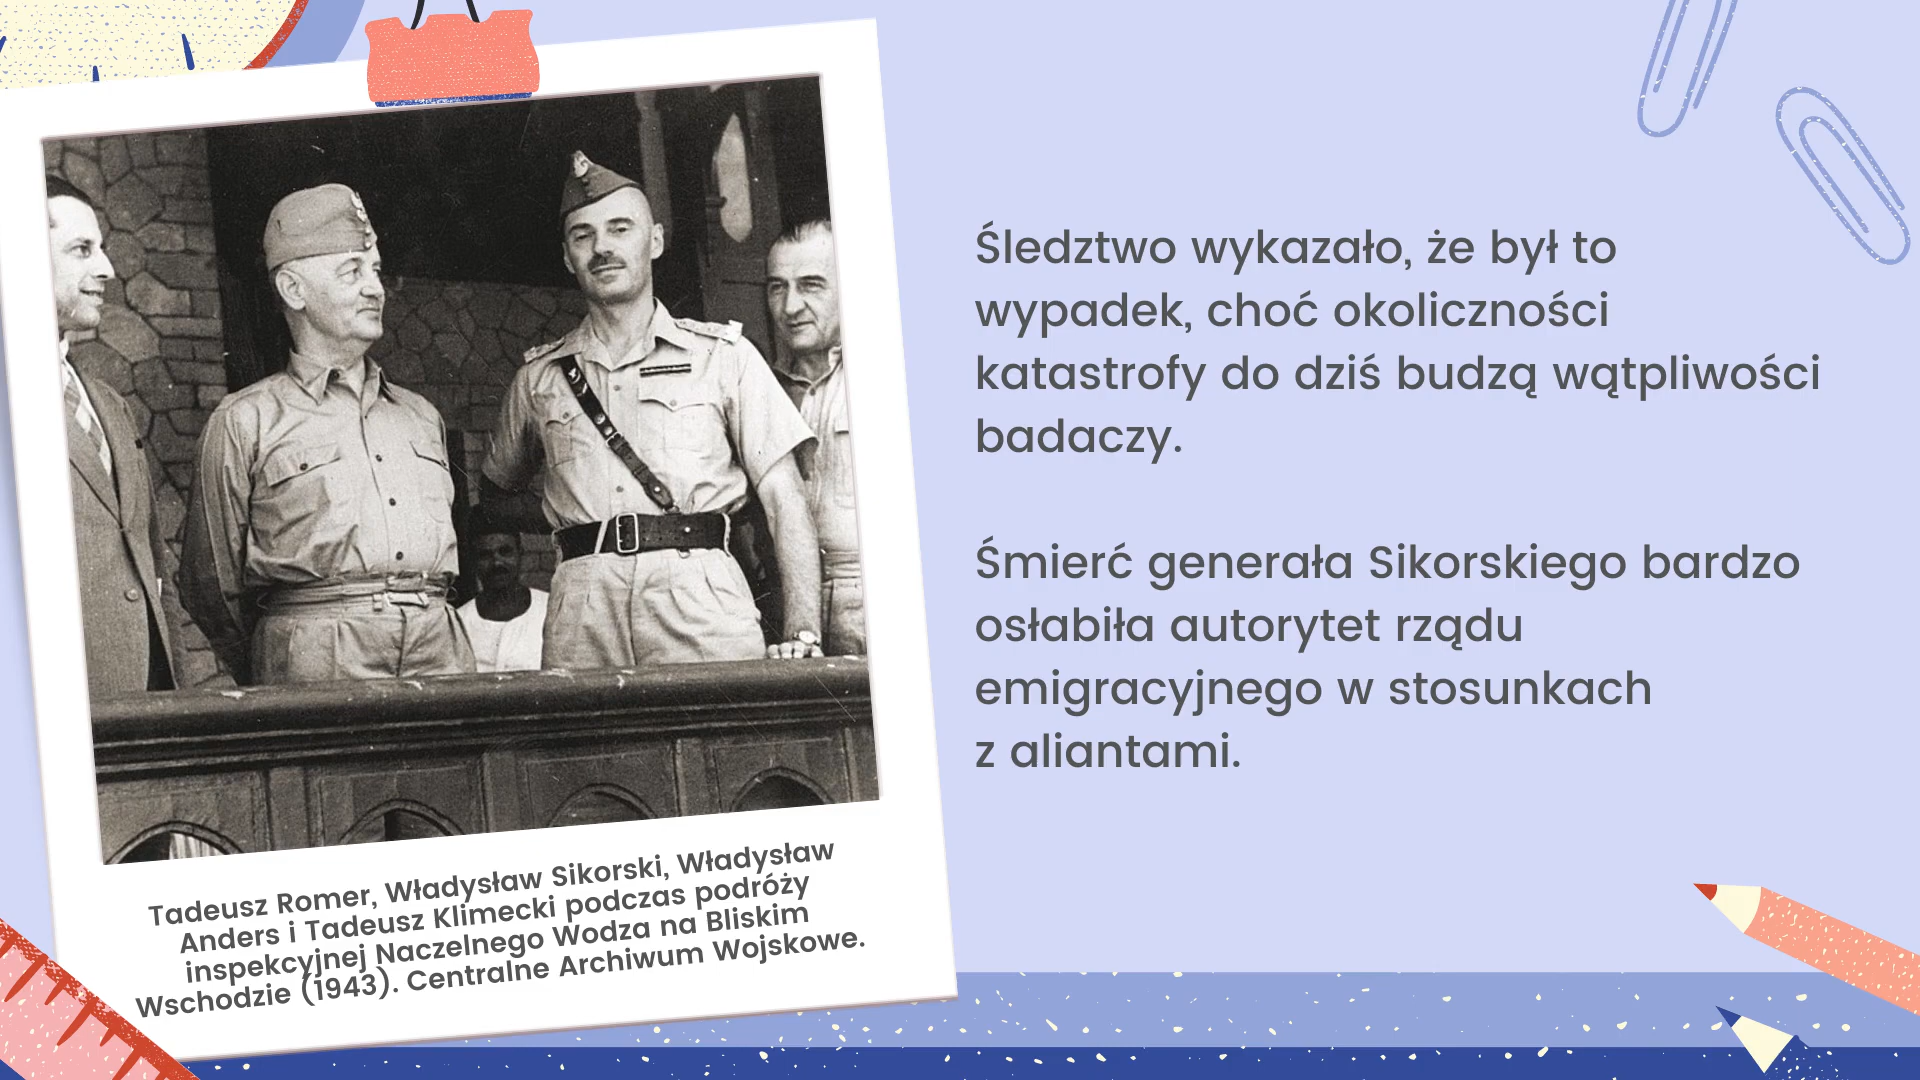 Śledztwo wykazało, że był to
wypadek, choć okoliczności
katastrofy do dziś budzą wątpliwości
badaczy.
Śmierć generała Sikorskiego bardzo
osłabiła autorytet rządu
emigracyjnego w stosunkach
z aliantami.
Tadeusz Romer, Władysław Sikorski, Władysław
Anders i Tadeusz Klimecki podczas podróży
inspekcyjnej Naczelnego Wodza na Bliskim
Wschodzie (1943). Centralne Archiwum Wojskowe.